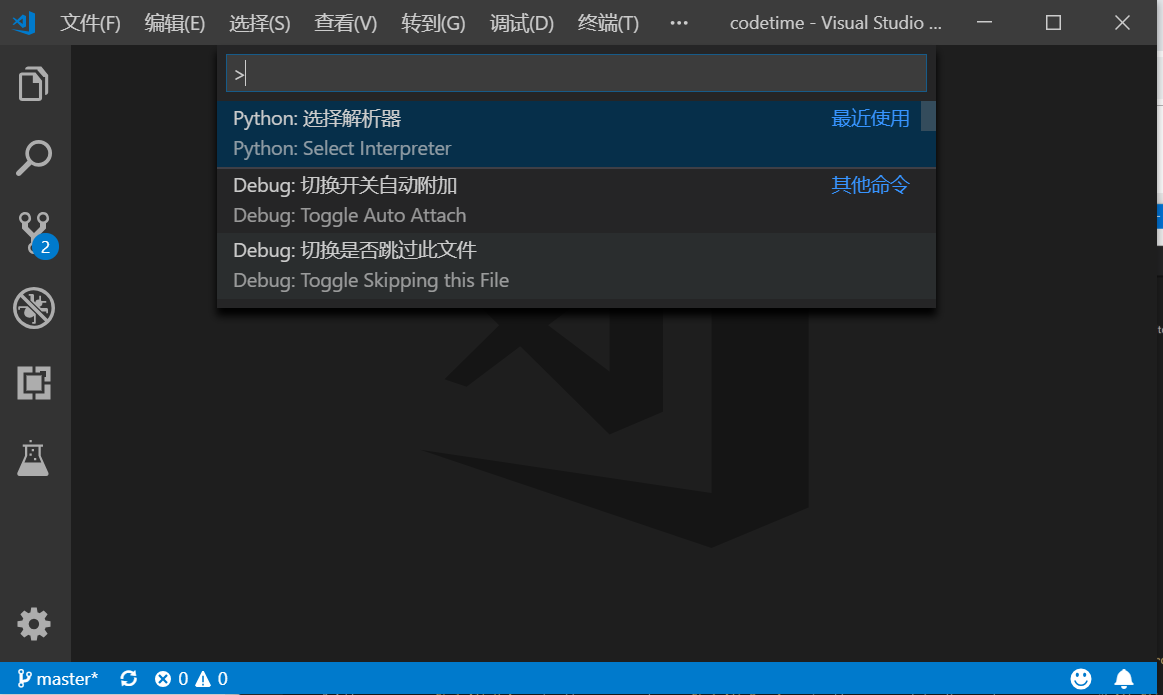 文件(F) 编辑(E) 选择(S) 查看(V) 转到(G) 调试(D) 终端(T) ··· codetime - Visual Studio ...
>
Python: 选择解析器 最近使用
Python: Select Interpreter
Debug: 切换开关自动附加 其他命令
Debug: Toggle Auto Attach
Debug: 切换是否跳过此文件
Debug: Toggle Skipping this File
2
master* 0 0